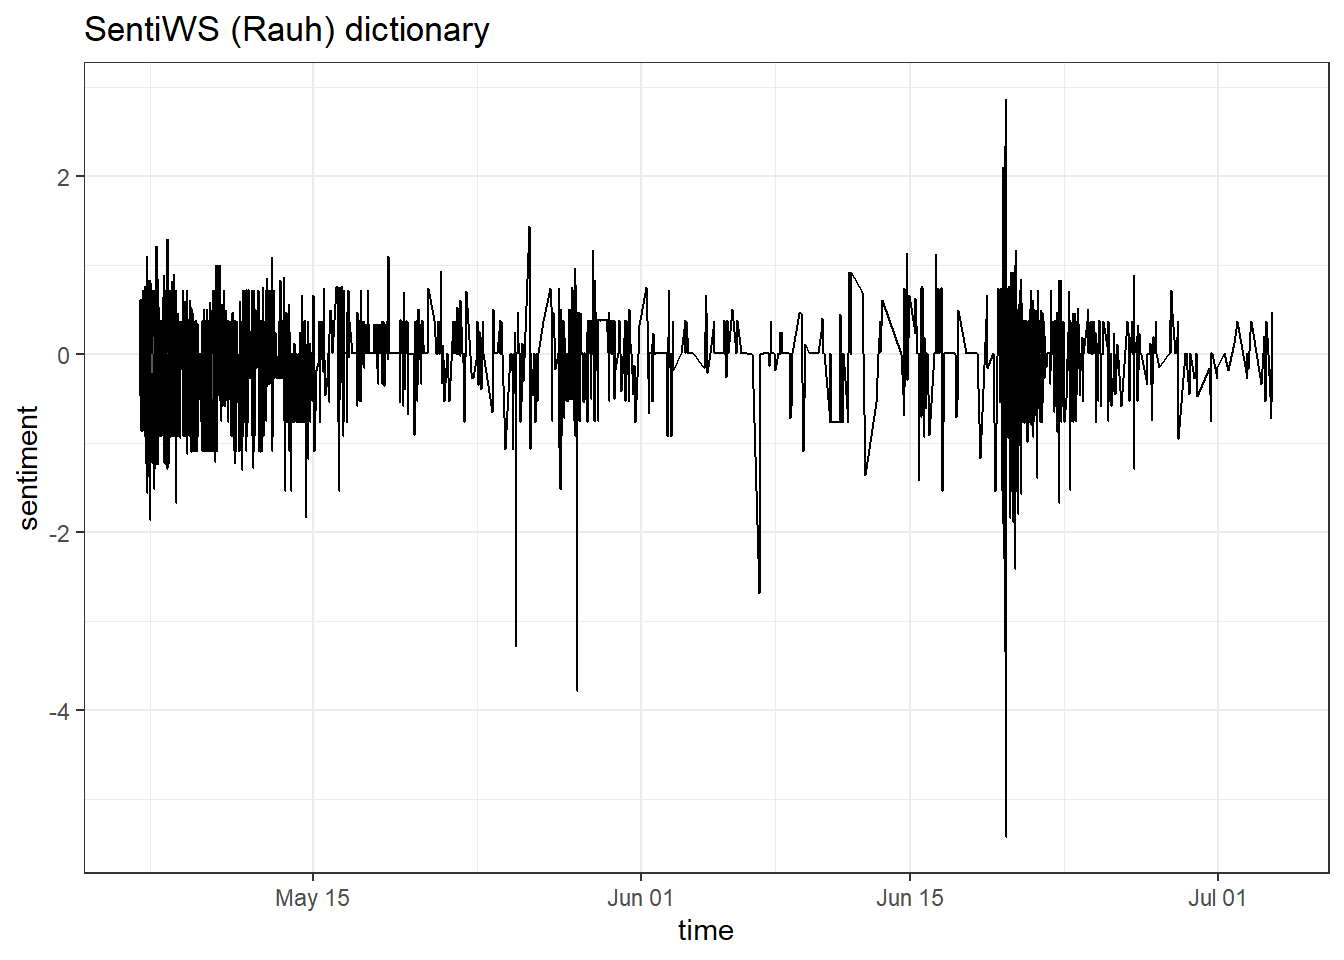 SentiWS (Rauh) dictionary
2
0
-2
-4
sentiment
May 15
Jun 01
Jun 15
Jul 01
time